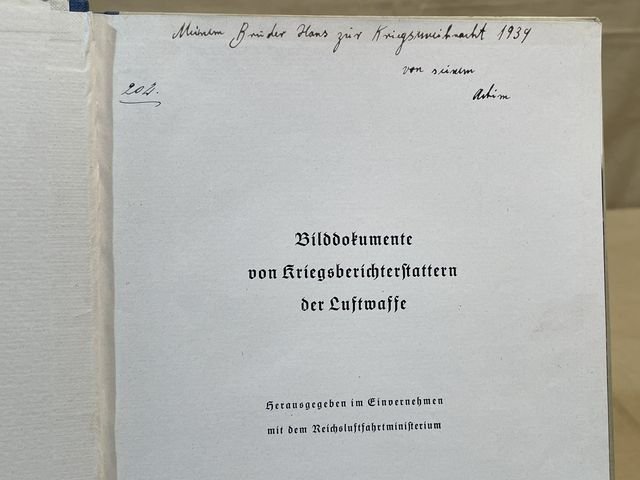 Meinem Bruder Hans zur Kriegsweihnacht 1939
von seinem
Achim
202.
Bilddokumente
von Kriegsberichterstattern
der Luftwaffe
Herausgegeben im Einvernehmen
mit dem Reichsluftfahrtministerium